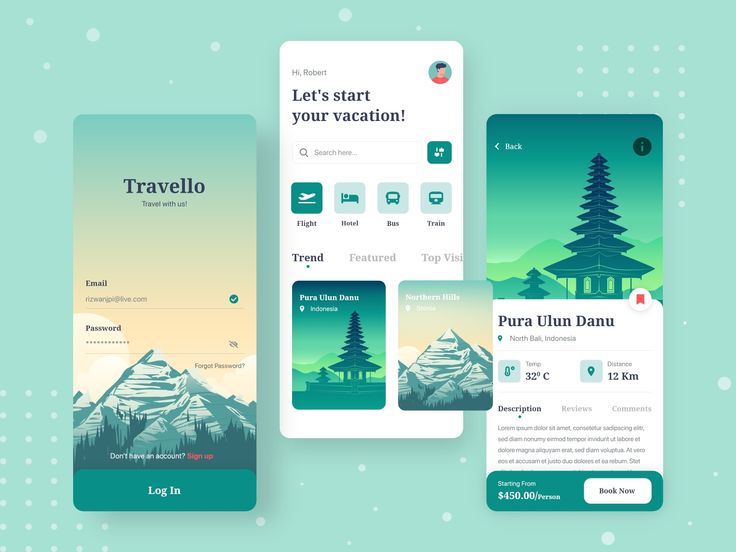 Travello
Travel with us!
Email
rizwanjpi@live.com
Password
************
Forgot Password?
Don't have an account? Sign up
Log In
Hi, Robert
Let's start
your vacation!
Search here...
Flight
Hotel
Bus
Train
Trend
Featured
Top Visi
Pura Ulun Danu
Indonesia
Northern Hills
Back
Pura Ulun Danu
North Bali, Indonesia
Temp
32⁰ C
Distance
12 Km
Description
Reviews
Comments
Lorem ipsum dolor sit amet, consetetur sadipscing elitr,
sed diam nonumy eirmod tempor invidunt ut labore et
dolore magna aliquyam erat, sed diam voluptua. At vero
eos et accusam et justo duo dolores et ea rebum. Stet
Starting From
$450.00/Person
Book Now